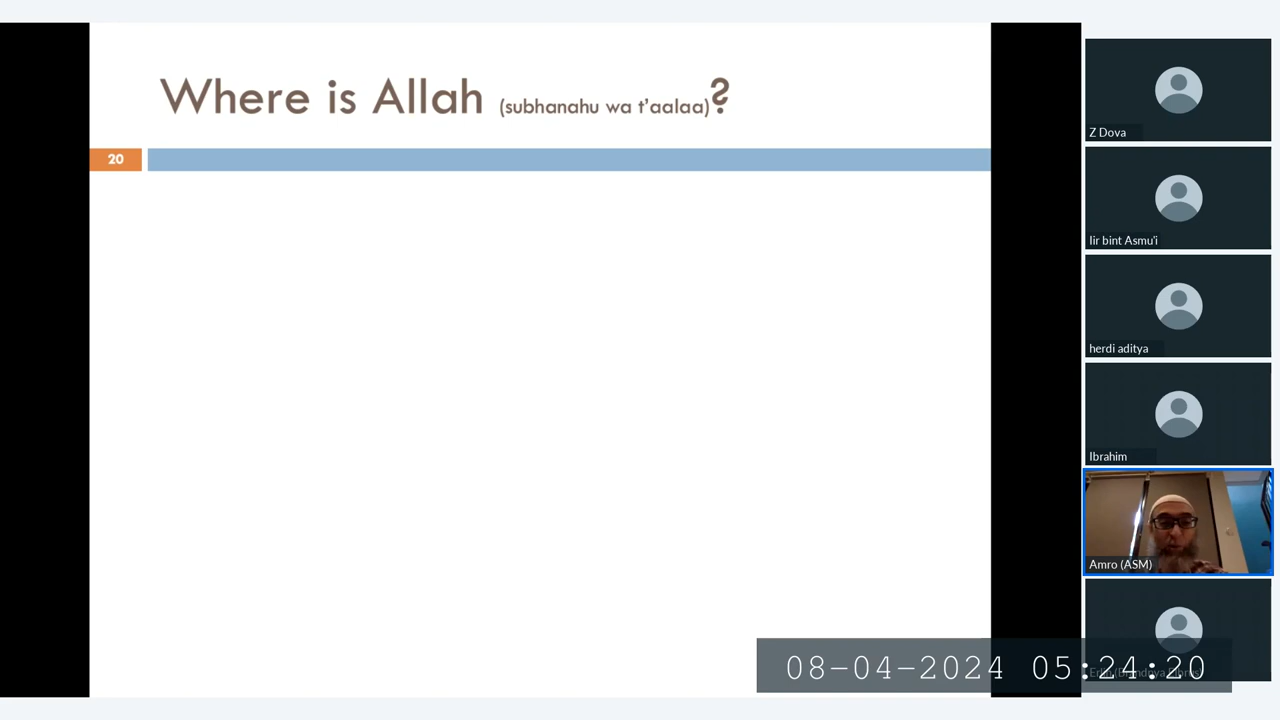 Where is Allah (subhanahu wa t'aalaa)?
20
Z Dova
Iir bint Asmu'i
herdi aditya
Ibrahim
Amro (ASM)
08-04-2024 05:24:20